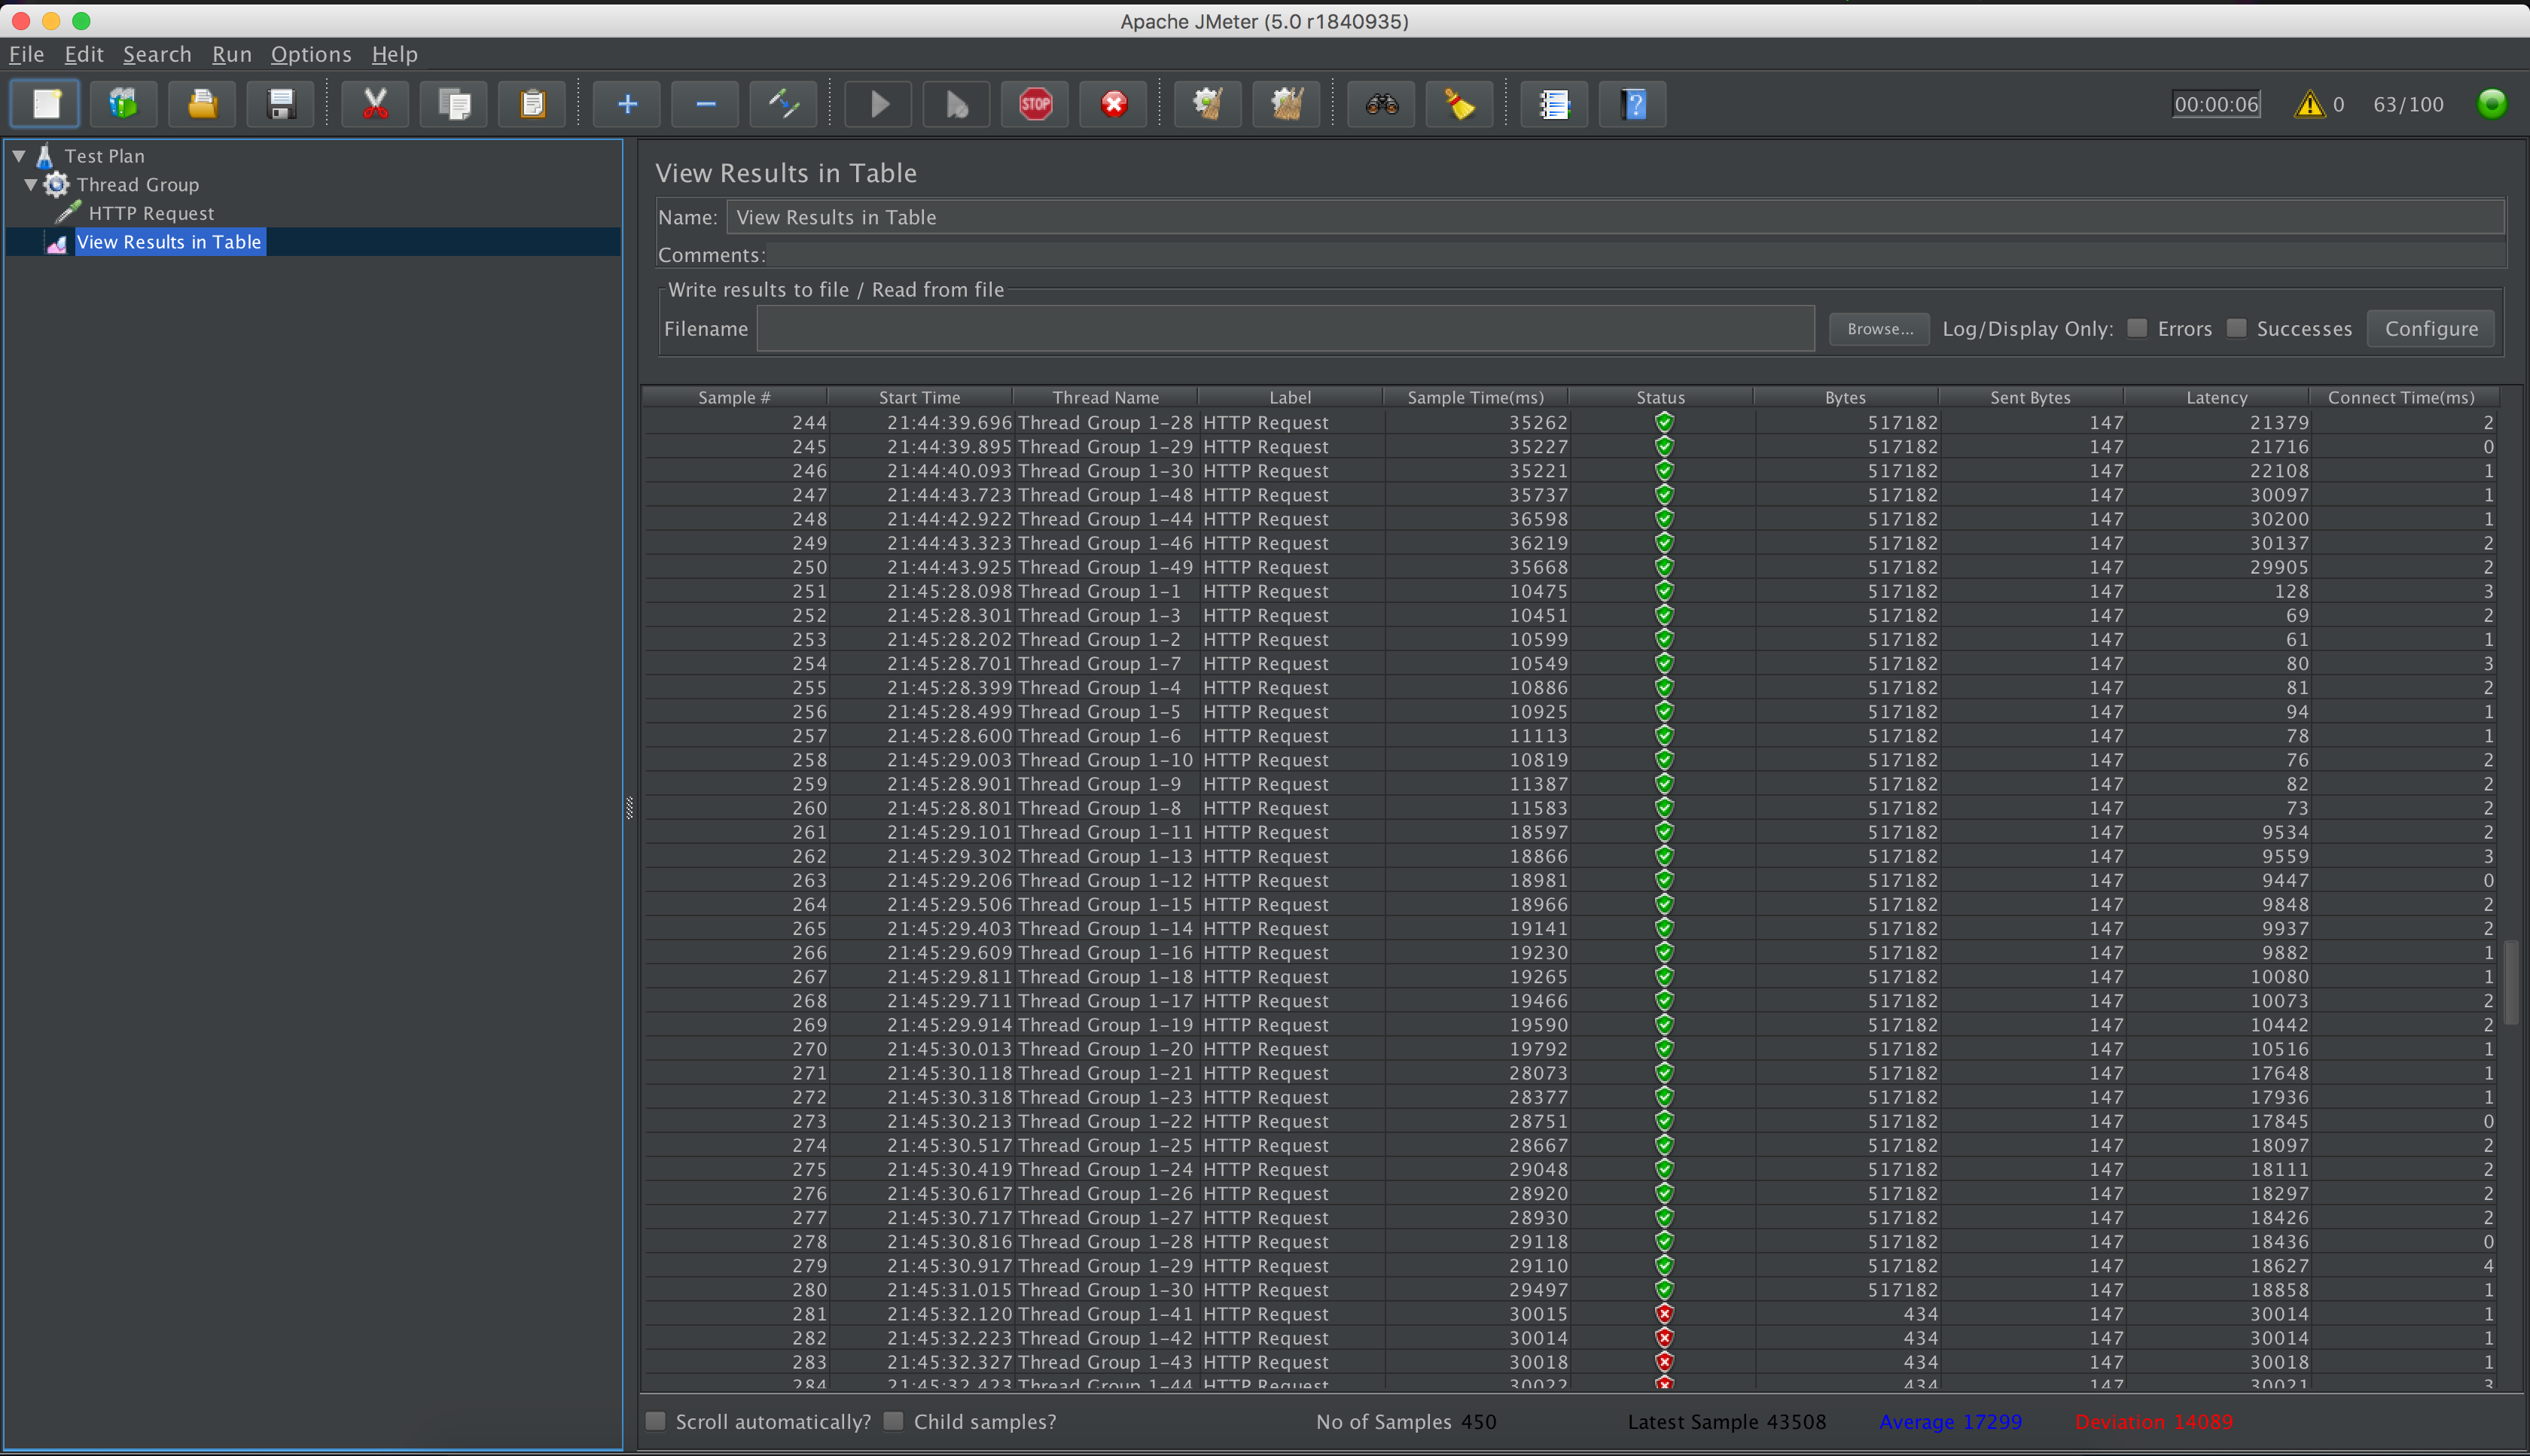 Apache JMeter (5.0 r1840935)
File Edit Search Run Options Help
STOP 00:00:06 0 63/100
Test Plan
Thread Group
HTTP Request
View Results in Table
View Results in Table
Name: View Results in Table
Comments:
Write results to file / Read from file
Filename Browse... Log/Display Only: Errors Successes Configure
Sample # Start Time Thread Name Label Sample Time(ms) Status Bytes Sent Bytes Latency Connect Time(ms)
244 21:44:39.696 Thread Group 1-28 HTTP Request 35262 517182 147 21379 2
245 21:44:39.895 Thread Group 1-29 HTTP Request 35227 517182 147 21716 0
246 21:44:40.093 Thread Group 1-30 HTTP Request 35221 517182 147 22108 1
247 21:44:43.723 Thread Group 1-48 HTTP Request 35737 517182 147 30097 1
248 21:44:42.922 Thread Group 1-44 HTTP Request 36598 517182 147 30200 1
249 21:44:43.323 Thread Group 1-46 HTTP Request 36219 517182 147 30137 2
250 21:44:43.925 Thread Group 1-49 HTTP Request 35668 517182 147 29905 2
251 21:45:28.098 Thread Group 1-1 HTTP Request 10475 517182 147 128 3
252 21:45:28.301 Thread Group 1-3 HTTP Request 10451 517182 147 69 2
253 21:45:28.202 Thread Group 1-2 HTTP Request 10599 517182 147 61 1
254 21:45:28.701 Thread Group 1-7 HTTP Request 10549 517182 147 80 3
255 21:45:28.399 Thread Group 1-4 HTTP Request 10886 517182 147 81 2
256 21:45:28.499 Thread Group 1-5 HTTP Request 10925 517182 147 94 1
257 21:45:28.600 Thread Group 1-6 HTTP Request 11113 517182 147 78 1
258 21:45:29.003 Thread Group 1-10 HTTP Request 10819 517182 147 76 2
259 21:45:28.901 Thread Group 1-9 HTTP Request 11387 517182 147 82 2
260 21:45:28.801 Thread Group 1-8 HTTP Request 11583 517182 147 73 2
261 21:45:29.101 Thread Group 1-11 HTTP Request 18597 517182 147 9534 2
262 21:45:29.302 Thread Group 1-13 HTTP Request 18866 517182 147 9559 3
263 21:45:29.206 Thread Group 1-12 HTTP Request 18981 517182 147 9447 0
264 21:45:29.506 Thread Group 1-15 HTTP Request 18966 517182 147 9848 2
265 21:45:29.403 Thread Group 1-14 HTTP Request 19141 517182 147 9937 2
266 21:45:29.609 Thread Group 1-16 HTTP Request 19230 517182 147 9882 1
267 21:45:29.811 Thread Group 1-18 HTTP Request 19265 517182 147 10080 1
268 21:45:29.711 Thread Group 1-17 HTTP Request 19466 517182 147 10073 2
269 21:45:29.914 Thread Group 1-19 HTTP Request 19590 517182 147 10442 2
270 21:45:30.013 Thread Group 1-20 HTTP Request 19792 517182 147 10516 1
271 21:45:30.118 Thread Group 1-21 HTTP Request 28073 517182 147 17648 1
272 21:45:30.318 Thread Group 1-23 HTTP Request 28377 517182 147 17936 1
273 21:45:30.213 Thread Group 1-22 HTTP Request 28751 517182 147 17845 0
274 21:45:30.517 Thread Group 1-25 HTTP Request 28667 517182 147 18097 2
275 21:45:30.419 Thread Group 1-24 HTTP Request 29048 517182 147 18111 2
276 21:45:30.617 Thread Group 1-26 HTTP Request 28920 517182 147 18297 2
277 21:45:30.717 Thread Group 1-27 HTTP Request 28930 517182 147 18426 2
278 21:45:30.816 Thread Group 1-28 HTTP Request 29118 517182 147 18436 0
279 21:45:30.917 Thread Group 1-29 HTTP Request 29110 517182 147 18627 4
280 21:45:31.015 Thread Group 1-30 HTTP Request 29497 517182 147 18858 1
281 21:45:32.120 Thread Group 1-41 HTTP Request 30015 434 147 30014 1
282 21:45:32.223 Thread Group 1-42 HTTP Request 30014 434 147 30014 1
283 21:45:32.327 Thread Group 1-43 HTTP Request 30018 434 147 30018 1
284 21:45:32.423 Thread Group 1-44 HTTP Request 30022 434 147 30021 3
Scroll automatically? Child samples? No of Samples 450 Latest Sample 43508 Average 17299 Deviation 14089